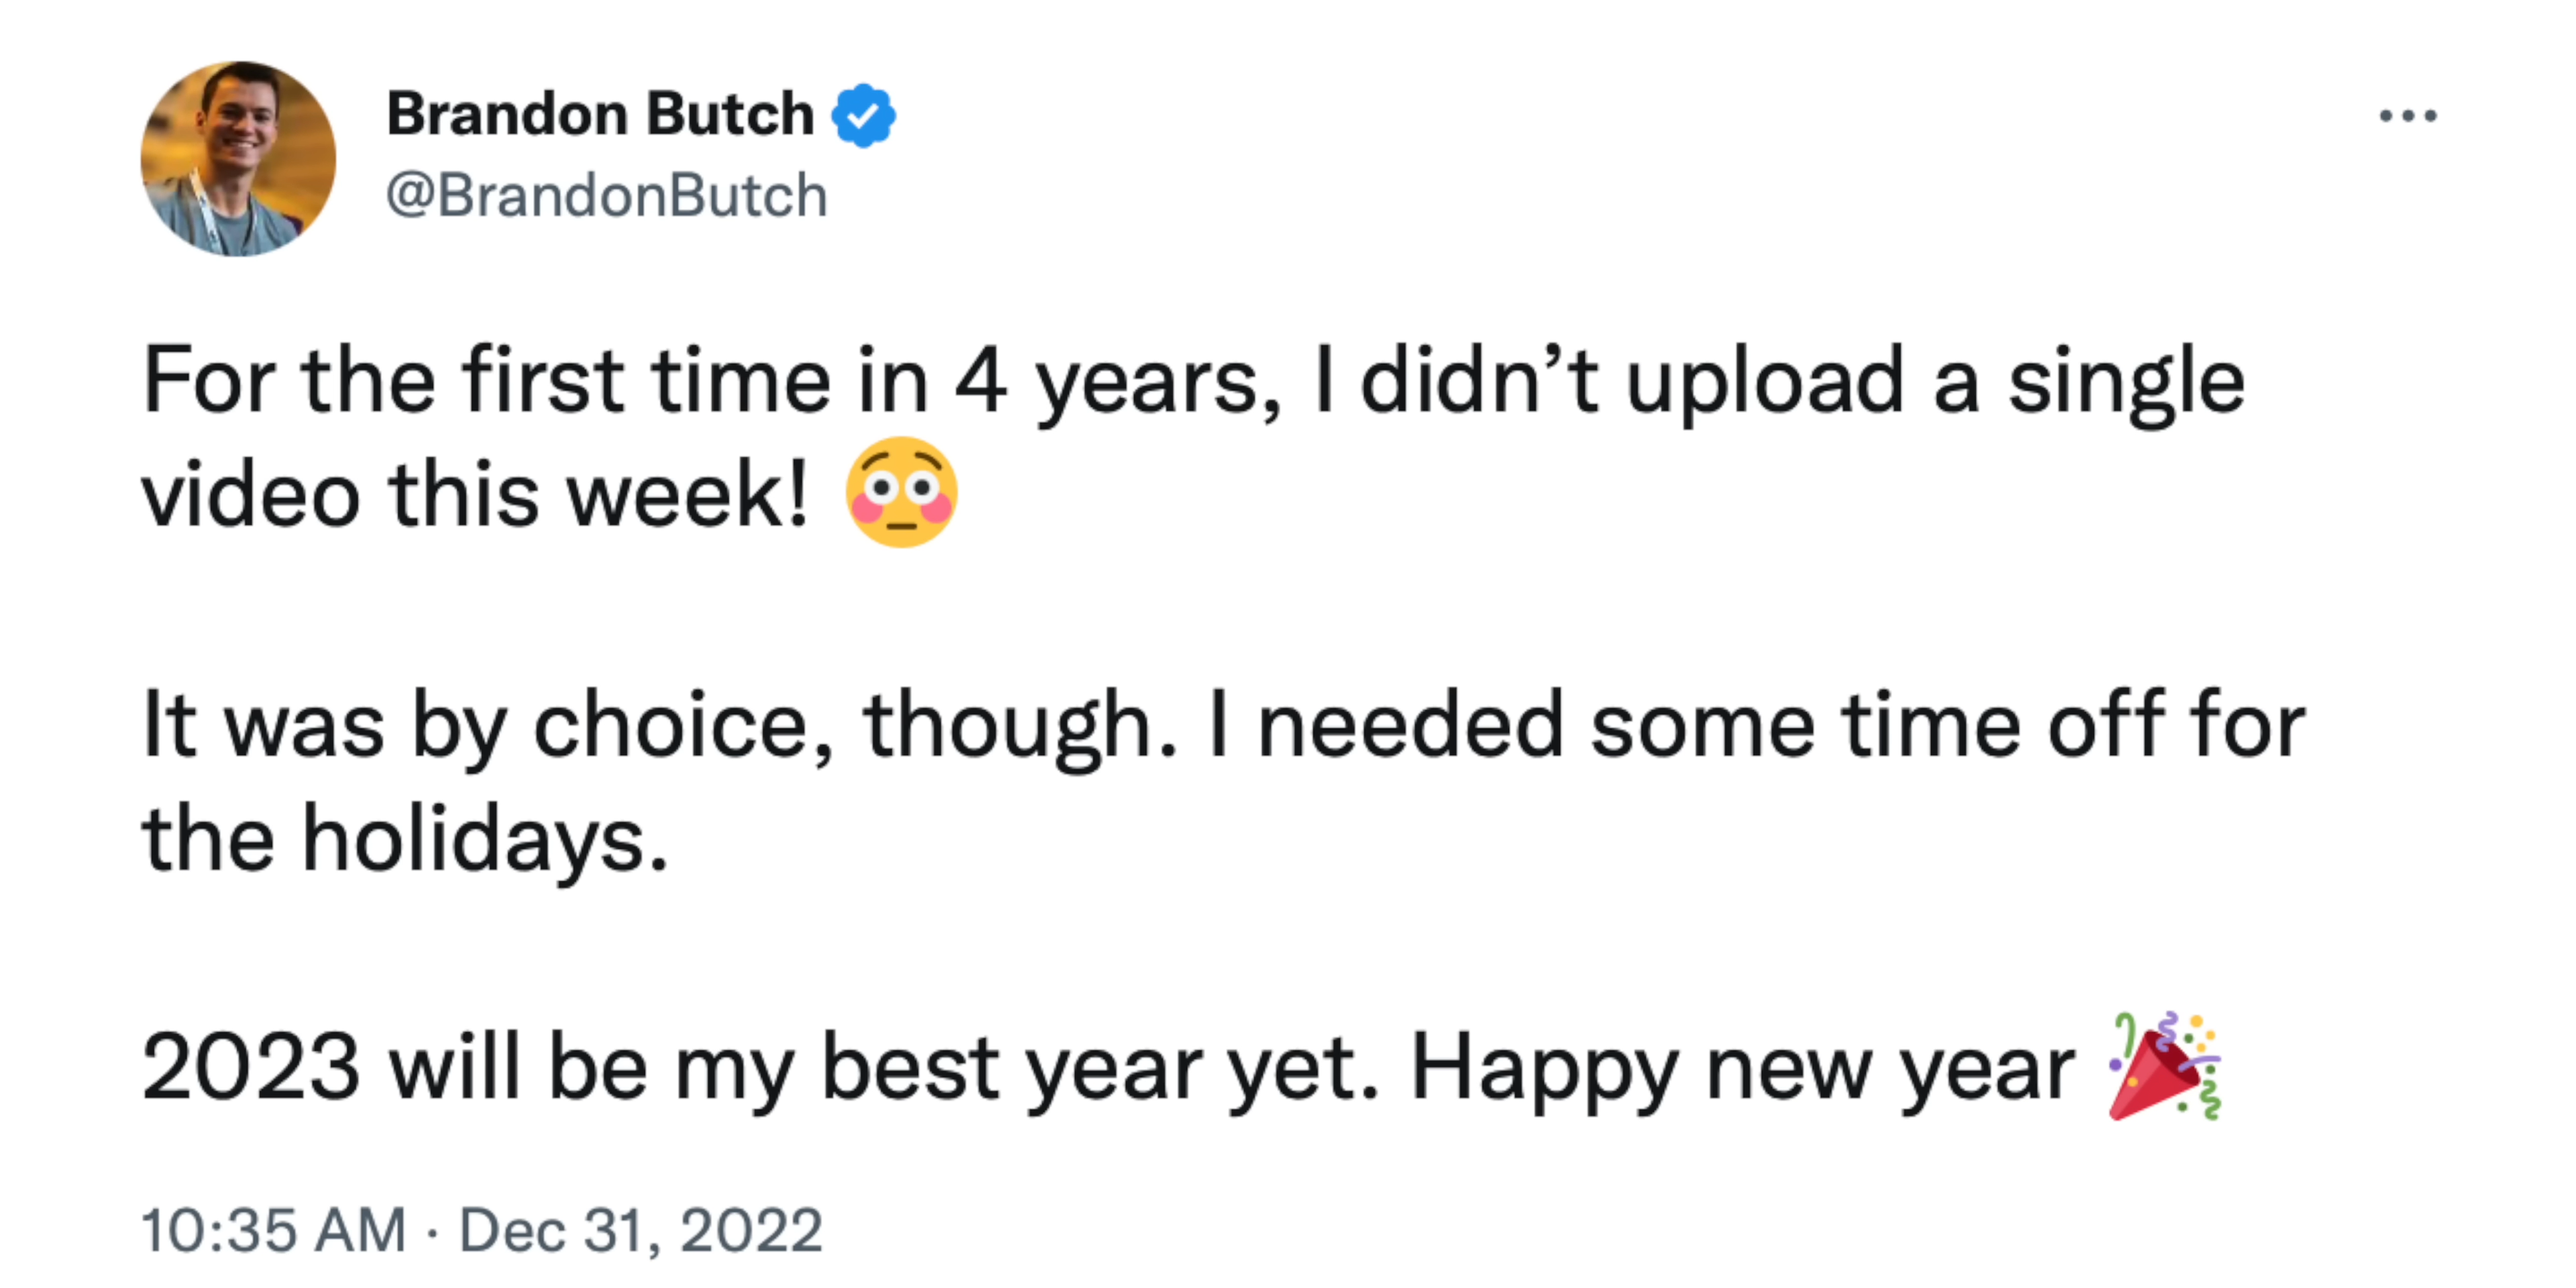 Brandon Butch
@BrandonButch
For the first time in 4 years, I didn’t upload a single
video this week! 😳
It was by choice, though. I needed some time off for
the holidays.
2023 will be my best year yet. Happy new year 🎉
10:35 AM · Dec 31, 2022